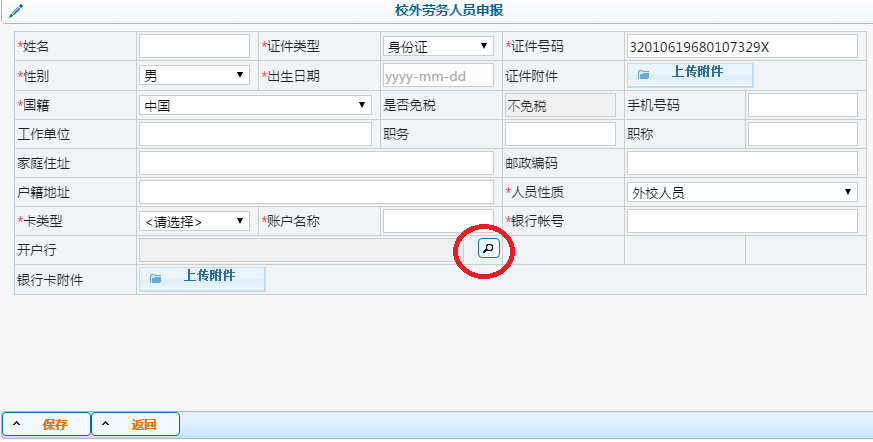 校外劳务人员申报
*姓名 *证件类型 身份证 *证件号码 32010619680107329X
*性别 男 *出生日期 yyyy-mm-dd 证件附件 上传附件
*国籍 中国 是否免税 不免税 手机号码
工作单位 职务 职称
家庭住址 邮政编码
户籍地址 *人员性质 外校人员
*卡类型 <请选择> *账户名称 *银行帐号
开户行
银行卡附件 上传附件
保存 返回